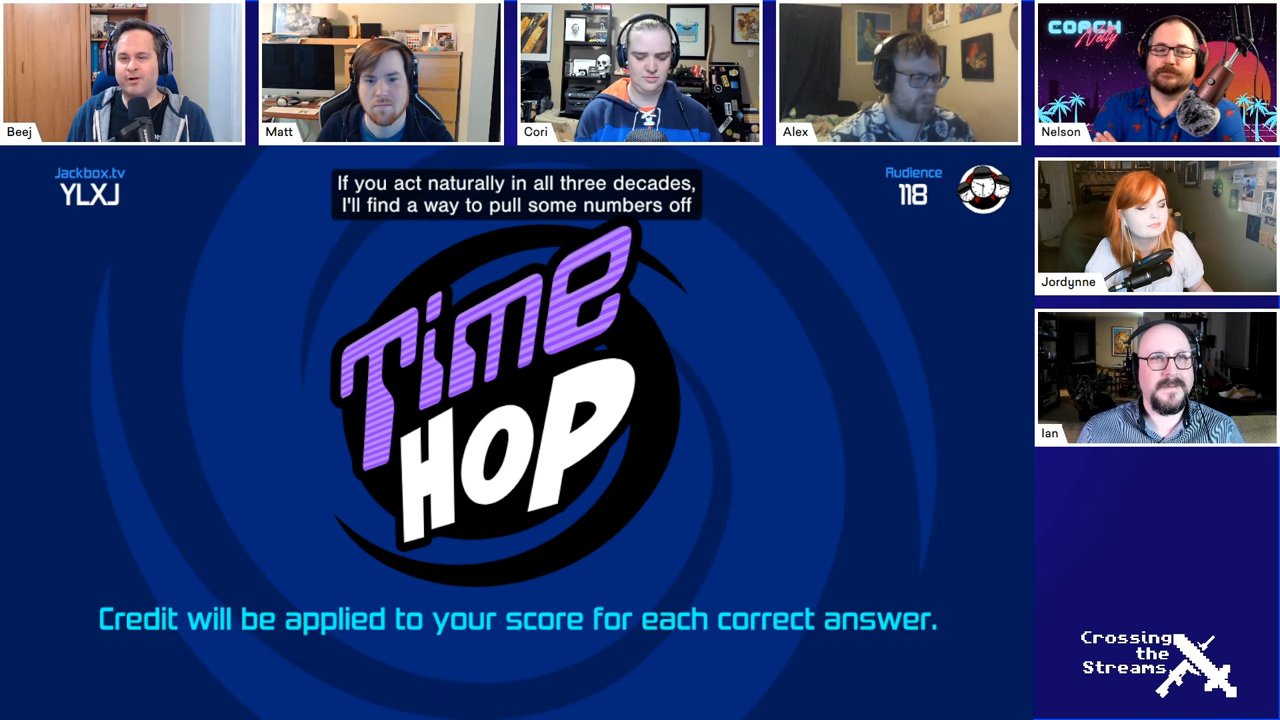 Beej
Matt
Cori
Alex
COACH
Nelly
Nelson
Jackbox.tv
YLXJ
If you act naturally in all three decades,
I'll find a way to pull some numbers off
Audience
118
Time
HOP
Jordynne
Ian
Credit will be applied to your score for each correct answer.
Crossing
the
Streams